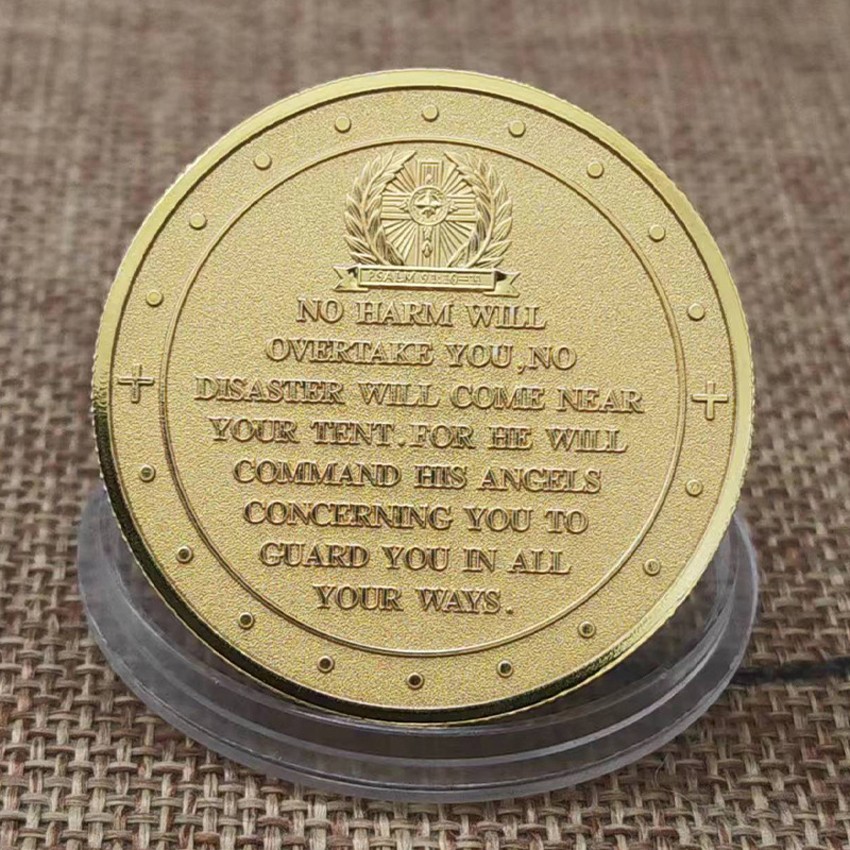 PSALM 91:10-11
NO HARM WILL
OVERTAKE YOU,NO
DISASTER WILL COME NEAR
YOUR TENT.FOR HE WILL
COMMAND HIS ANGELS
CONCERNING YOU TO
GUARD YOU IN ALL
YOUR WAYS.